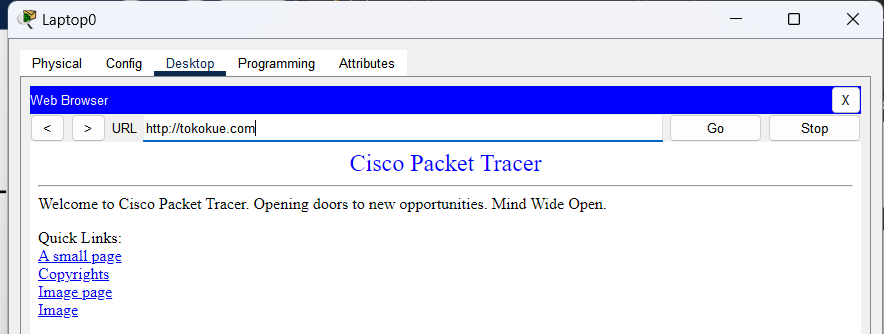 Laptop0
Physical Config Desktop Programming Attributes
Web Browser X
< > URL http://tokokue.com Go Stop
Cisco Packet Tracer
Welcome to Cisco Packet Tracer. Opening doors to new opportunities. Mind Wide Open.
Quick Links:
A small page
Copyrights
Image page
Image